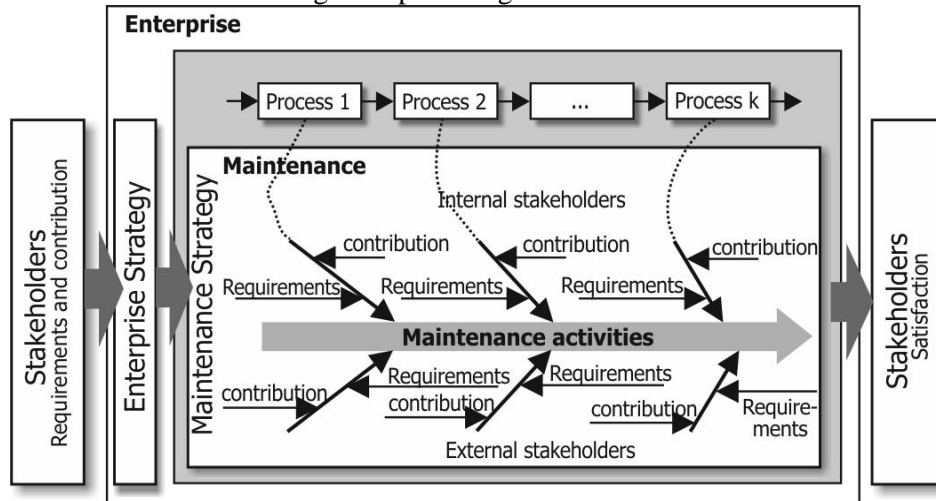 Enterprise
Process 1
Process 2
...
Process k
Stakeholders
Requirements and contribution
Enterprise Strategy
Maintenance Strategy
Maintenance
Internal stakeholders
contribution
contribution
contribution
Requirements
Requirements
Requirements
Maintenance activities
contribution
Requirements
contribution
Requirements
contribution
Require-
ments
External stakeholders
Stakeholders
Satisfaction